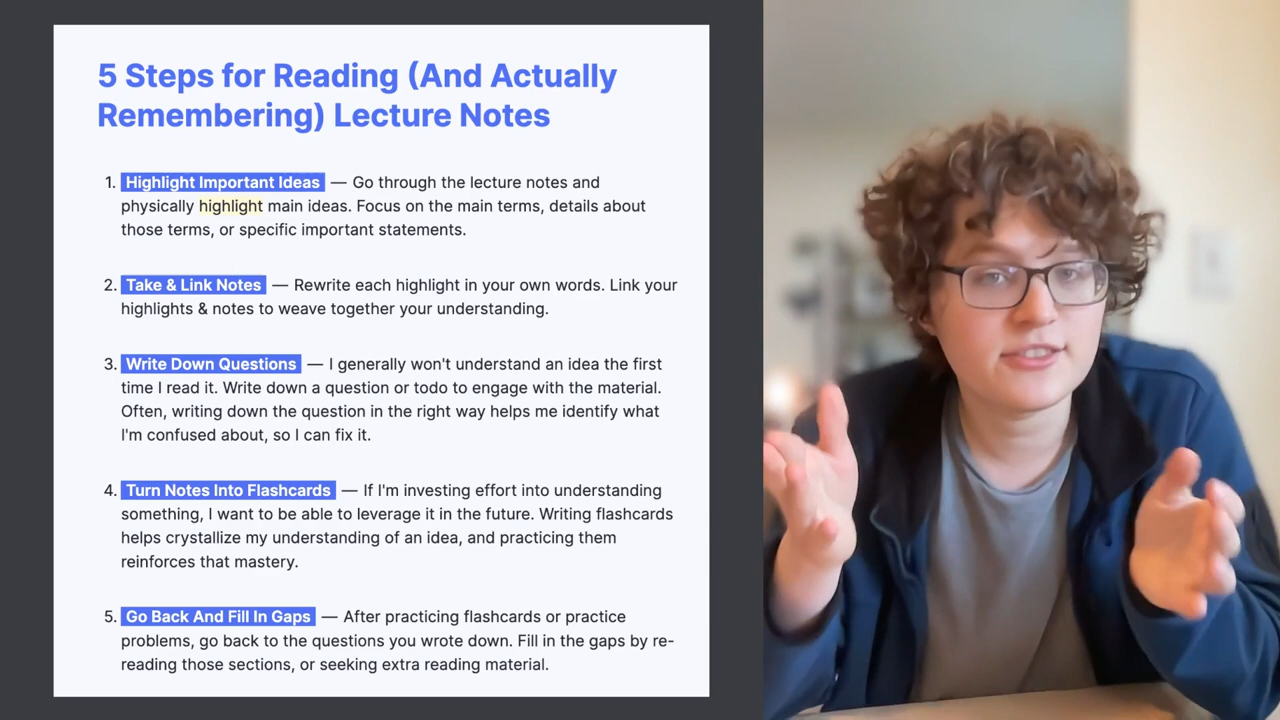 5 Steps for Reading (And Actually
Remembering) Lecture Notes
1. Highlight Important Ideas — Go through the lecture notes and
physically highlight main ideas. Focus on the main terms, details about
those terms, or specific important statements.
2. Take & Link Notes — Rewrite each highlight in your own words. Link your
highlights & notes to weave together your understanding.
3. Write Down Questions — I generally won't understand an idea the first
time I read it. Write down a question or todo to engage with the material.
Often, writing down the question in the right way helps me identify what
I'm confused about, so I can fix it.
4. Turn Notes Into Flashcards — If I'm investing effort into understanding
something, I want to be able to leverage it in the future. Writing flashcards
helps crystallize my understanding of an idea, and practicing them
reinforces that mastery.
5. Go Back And Fill In Gaps — After practicing flashcards or practice
problems, go back to the questions you wrote down. Fill in the gaps by re-
reading those sections, or seeking extra reading material.